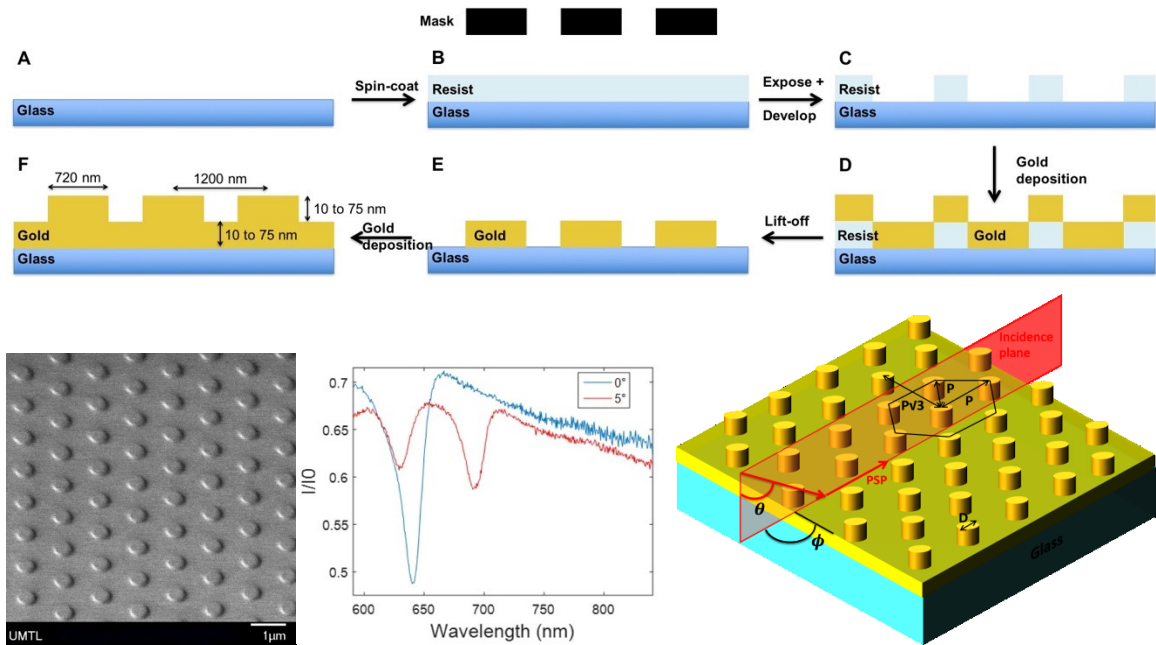 Mask
A
Glass
Spin-coat
B
Resist
Glass
Expose +
Develop
C
Resist
Glass
F
720 nm
1200 nm
10 to 75 nm
10 to 75 nm
Gold
Glass
Gold
deposition
E
Gold
Glass
Lift-off
D
Resist
Gold
Glass
Gold
deposition
UMTL
1µm
0.7
0.65
0.6
0.55
0.5
I/I0
600
650
700
750
800
Wavelength (nm)
0°
5°
Incidence
plane
P
P
P√3
PSP
θ
ϕ
D
Glass